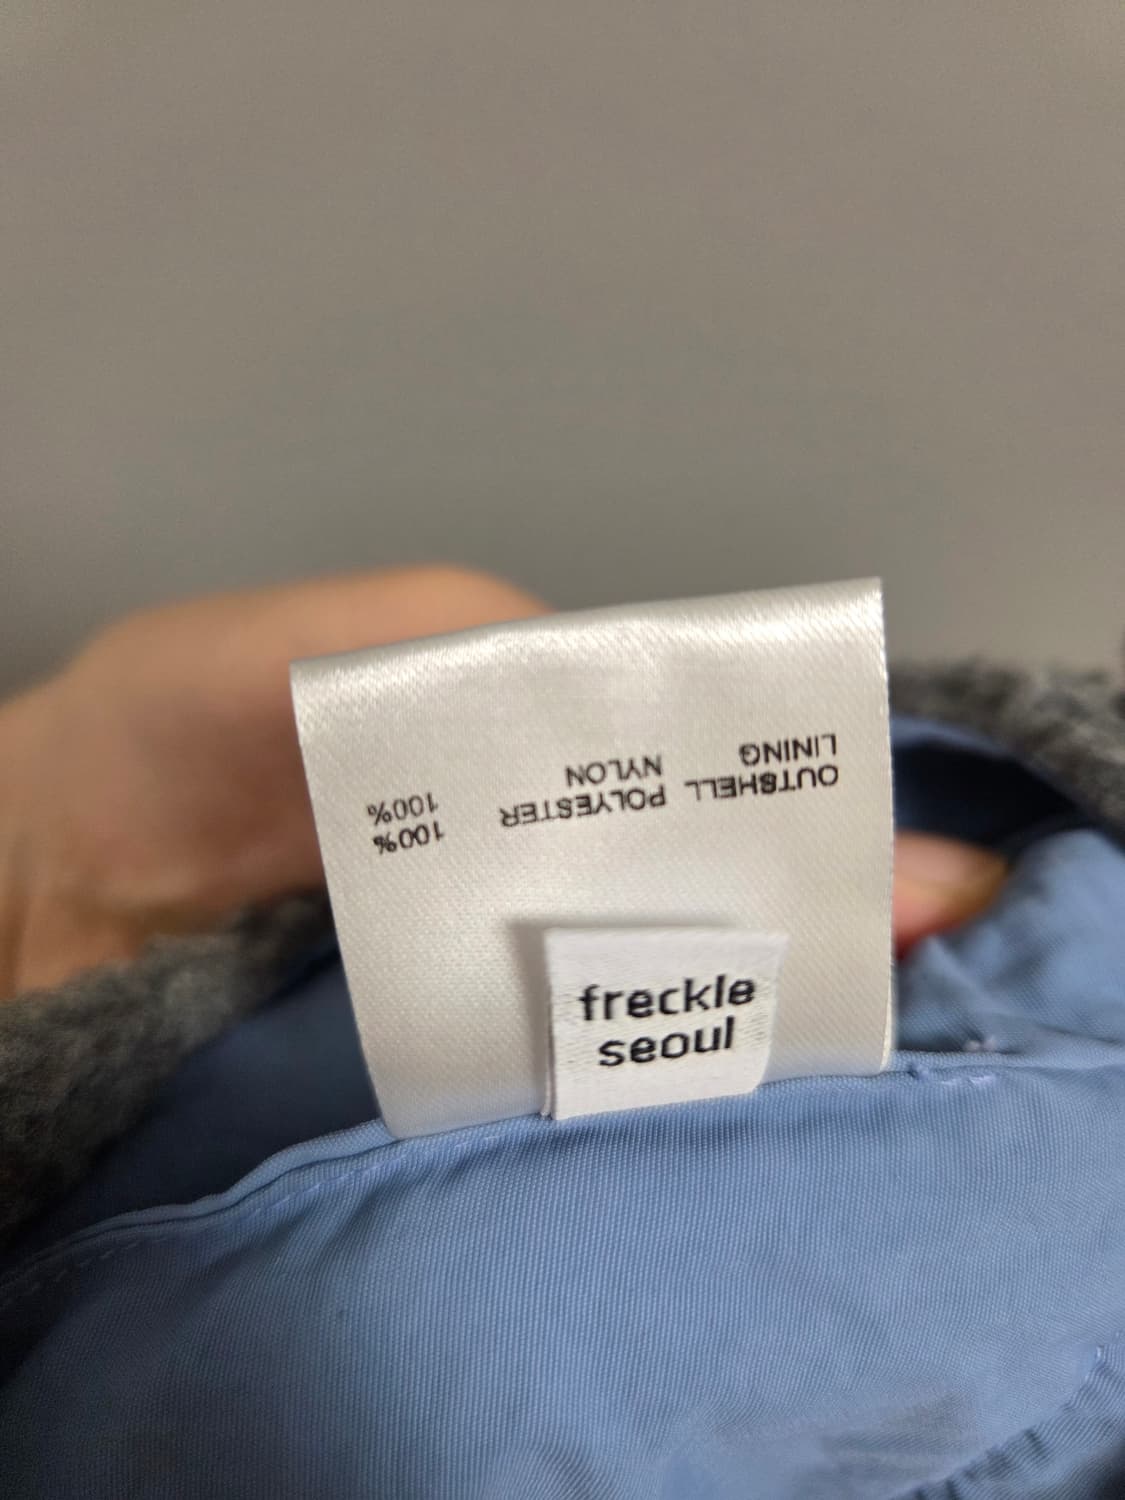 OUTSHELL POLYESTER 100%
LINING NYLON 100%
freckle
seoul